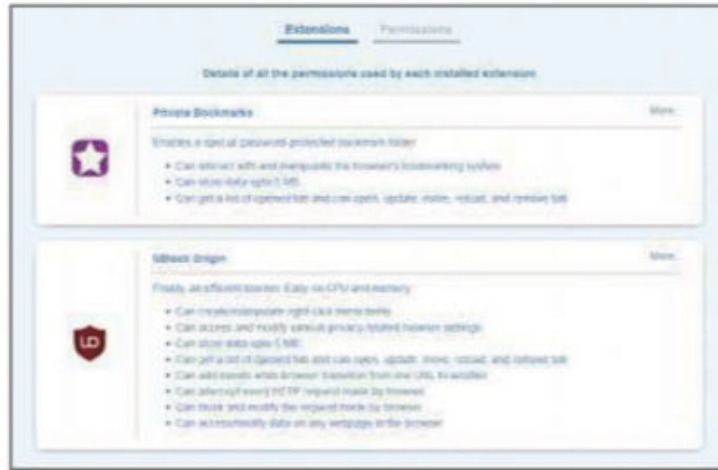 Extensions Permissions
Details of all the permissions used by each installed extension
Private Bookmarks More
Enables a special password-protected bookmark folder
• Can interact with and manipulate the browser's bookmarking system
• Can store data upto 5 MB
• Can get a list of opened tab and can open, update, move, reload, and remove tab
uBlock Origin More
Finally, an efficient blocker. Easy on CPU and memory
• Can create/manipulate right-click menu items
• Can access and modify various privacy related browser settings
• Can store data upto 5 MB
• Can get a list of opened tab and can open, update, move, reload, and remove tab
• Can add events when browser transition from one URL to another
• Can intercept every HTTP request made by browser
• Can block and modify the request made by browser
• Can access/modify data on any webpage in the browser